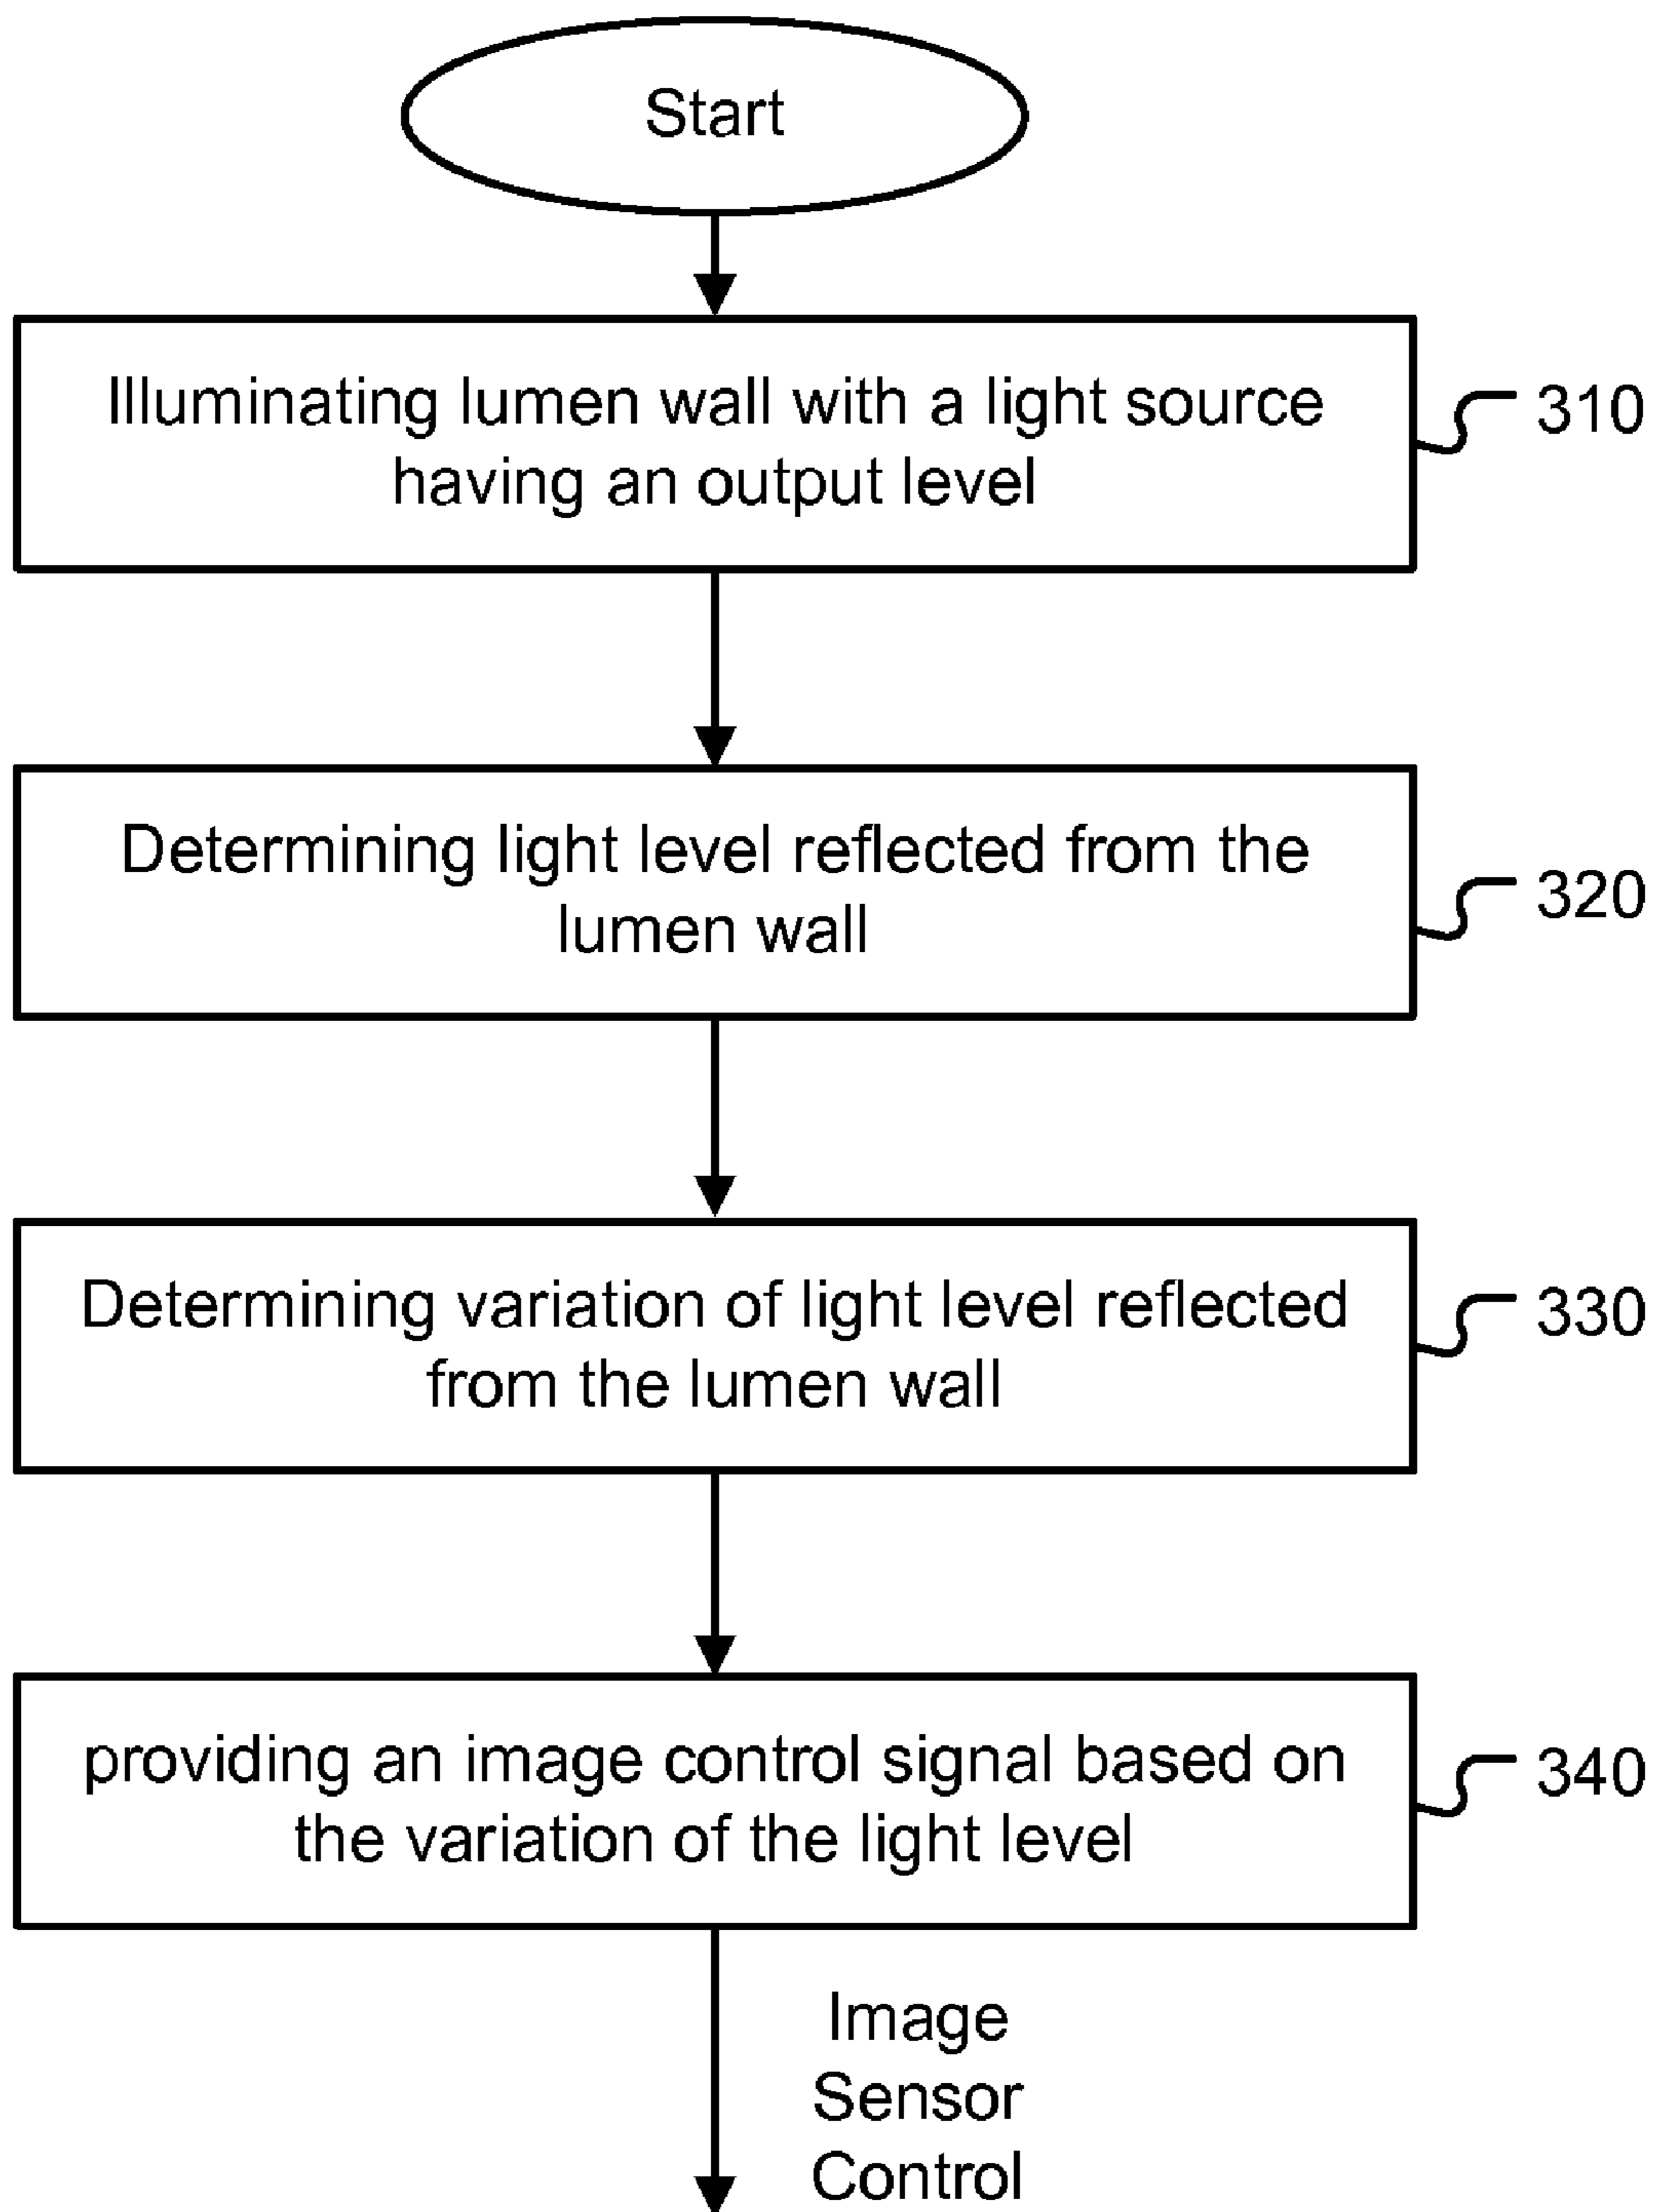 Start
Illuminating lumen wall with a light source
having an output level
310
Determining light level reflected from the
lumen wall
320
Determining variation of light level reflected
from the lumen wall
330
providing an image control signal based on
the variation of the light level
340
Image
Sensor
Control